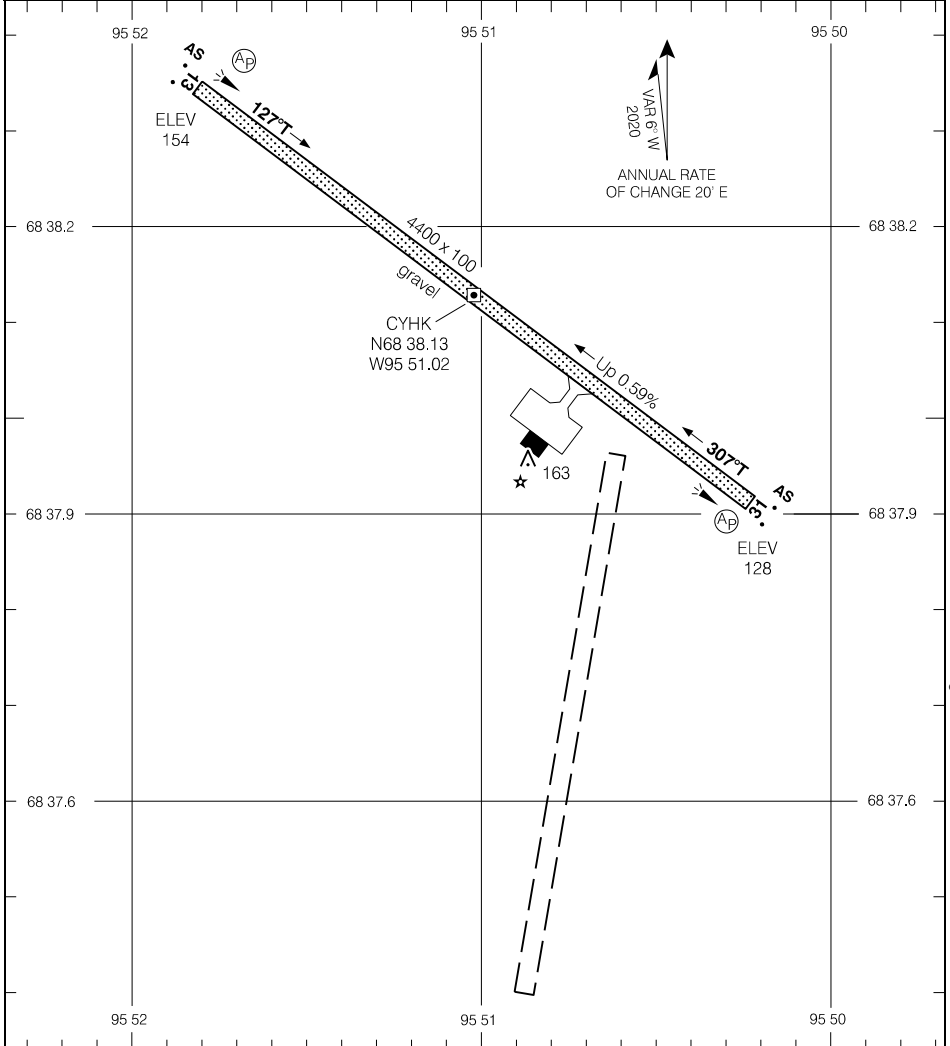 95 52
95 51
95 50
AS
AP
13
127°T
ELEV
154
VAR 6° W
2020
ANNUAL RATE
OF CHANGE 20' E
68 38.2
68 38.2
4400 x 100
gravel
CYHK
N68 38.13
W95 51.02
Up 0.59%
307°T
163
AS
31
AP
68 37.9
68 37.9
ELEV
128
68 37.6
68 37.6
95 52
95 51
95 50